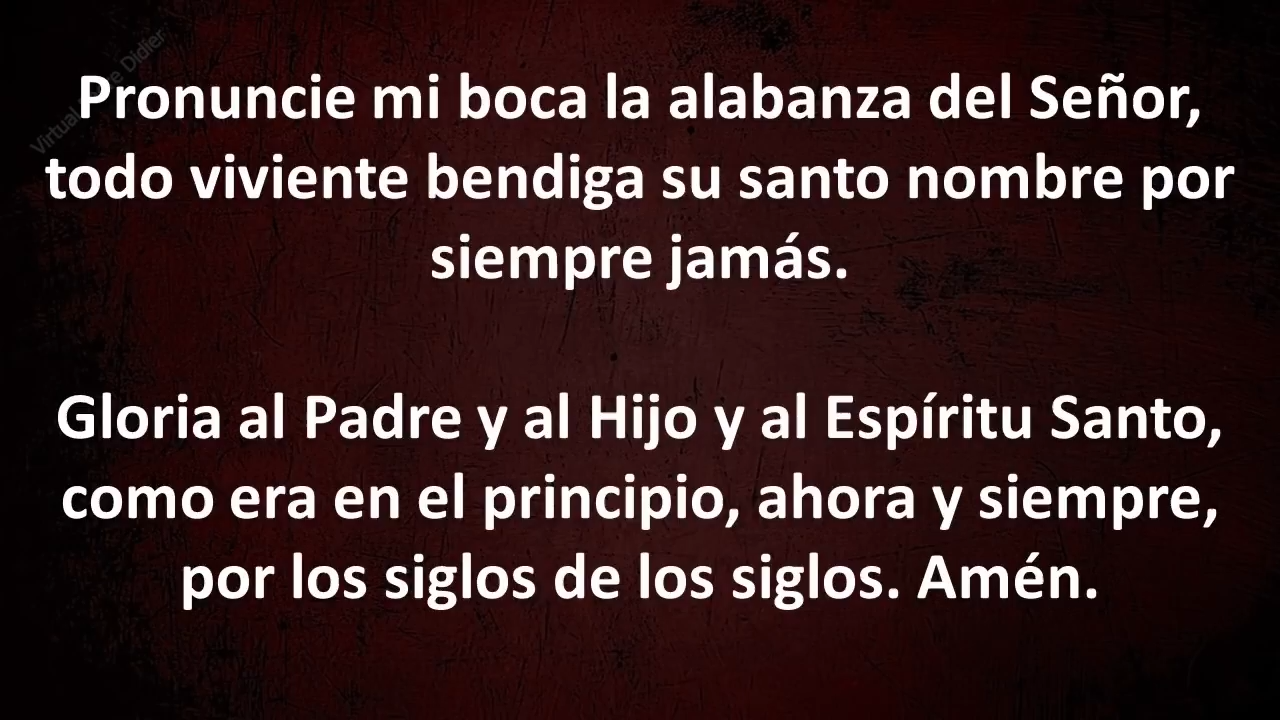 Pronuncie mi boca la alabanza del Señor,
todo viviente bendiga su santo nombre por
siempre jamás.
Gloria al Padre y al Hijo y al Espíritu Santo,
como era en el principio, ahora y siempre,
por los siglos de los siglos. Amén.
Didier